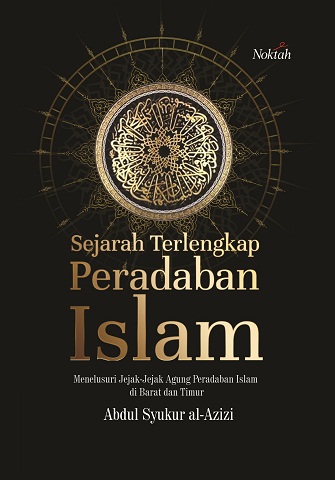 Noktah
Sejarah Terlengkap
Peradaban
Islam
Menelusuri Jejak-Jejak Agung Peradaban Islam
di Barat dan Timur
Abdul Syukur al-Azizi